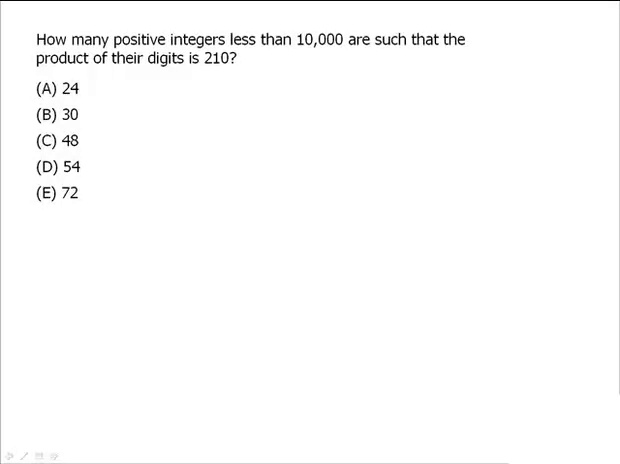 How many positive integers less than 10,000 are such that the
product of their digits is 210?
(A) 24
(B) 30
(C) 48
(D) 54
(E) 72